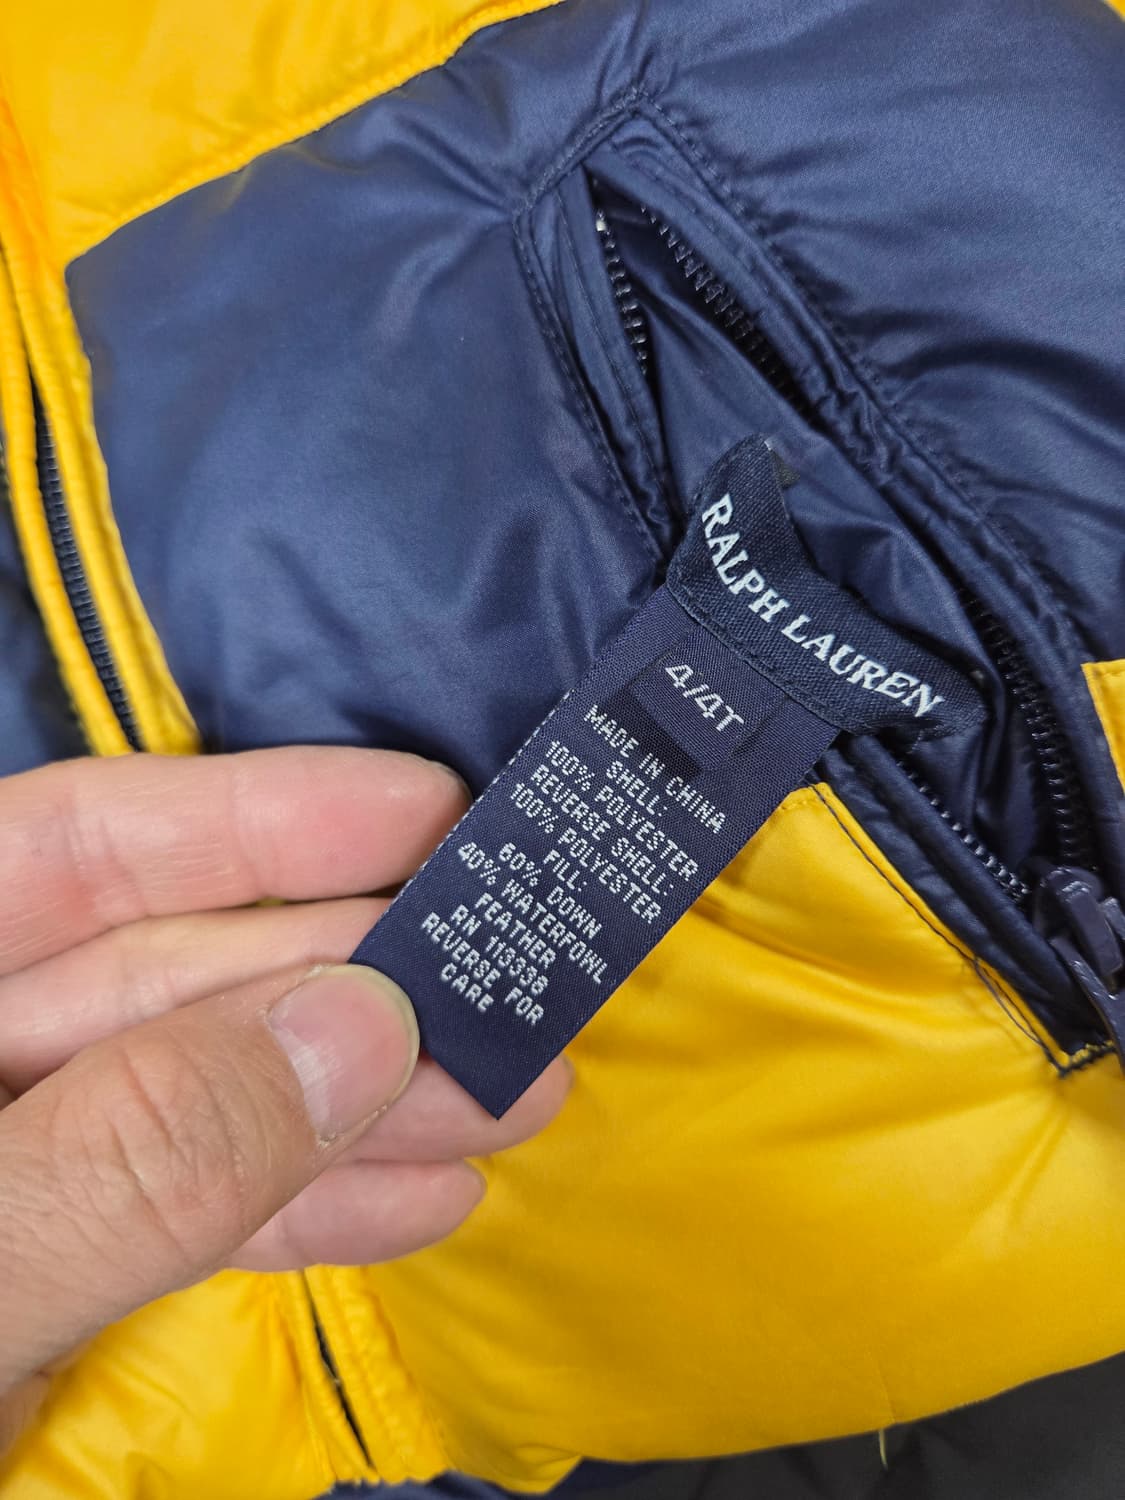 RALPH LAUREN
4/4T
MADE IN CHINA
SHELL:
100% POLYESTER
REVERSE SHELL:
100% POLYESTER
FILL:
60% DOWN
40% WATERFOWL
FEATHER
RN 113338
REVERSE FOR
CARE